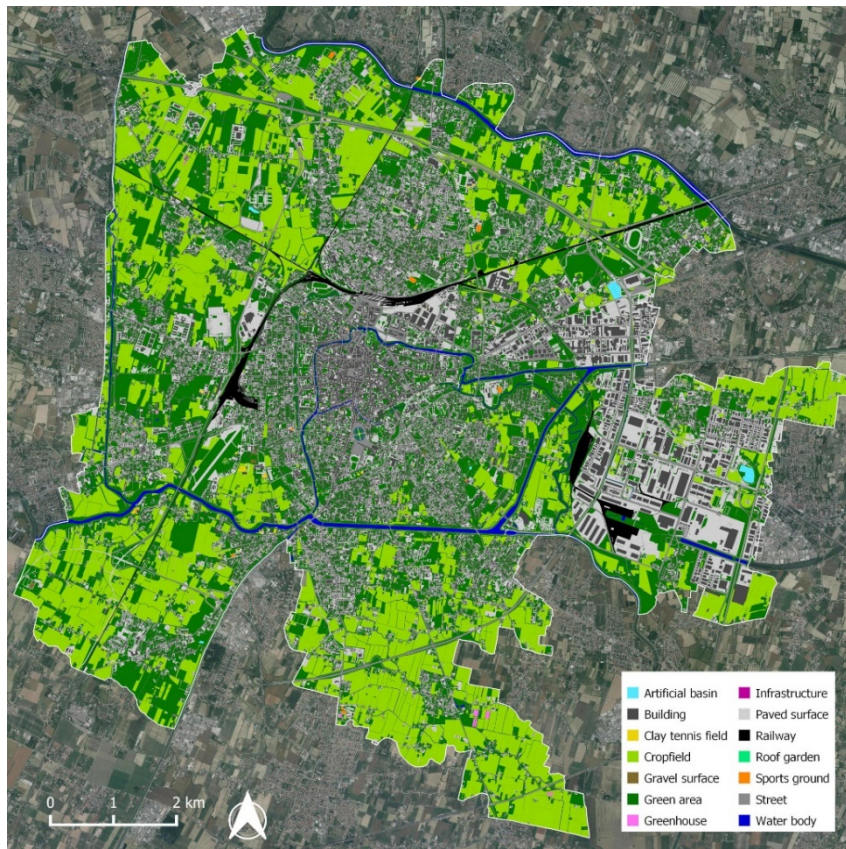 Artificial basin
Building
Clay tennis field
Cropfield
Gravel surface
Green area
Greenhouse
Infrastructure
Paved surface
Railway
Roof garden
Sports ground
Street
Water body
0 1 2 km